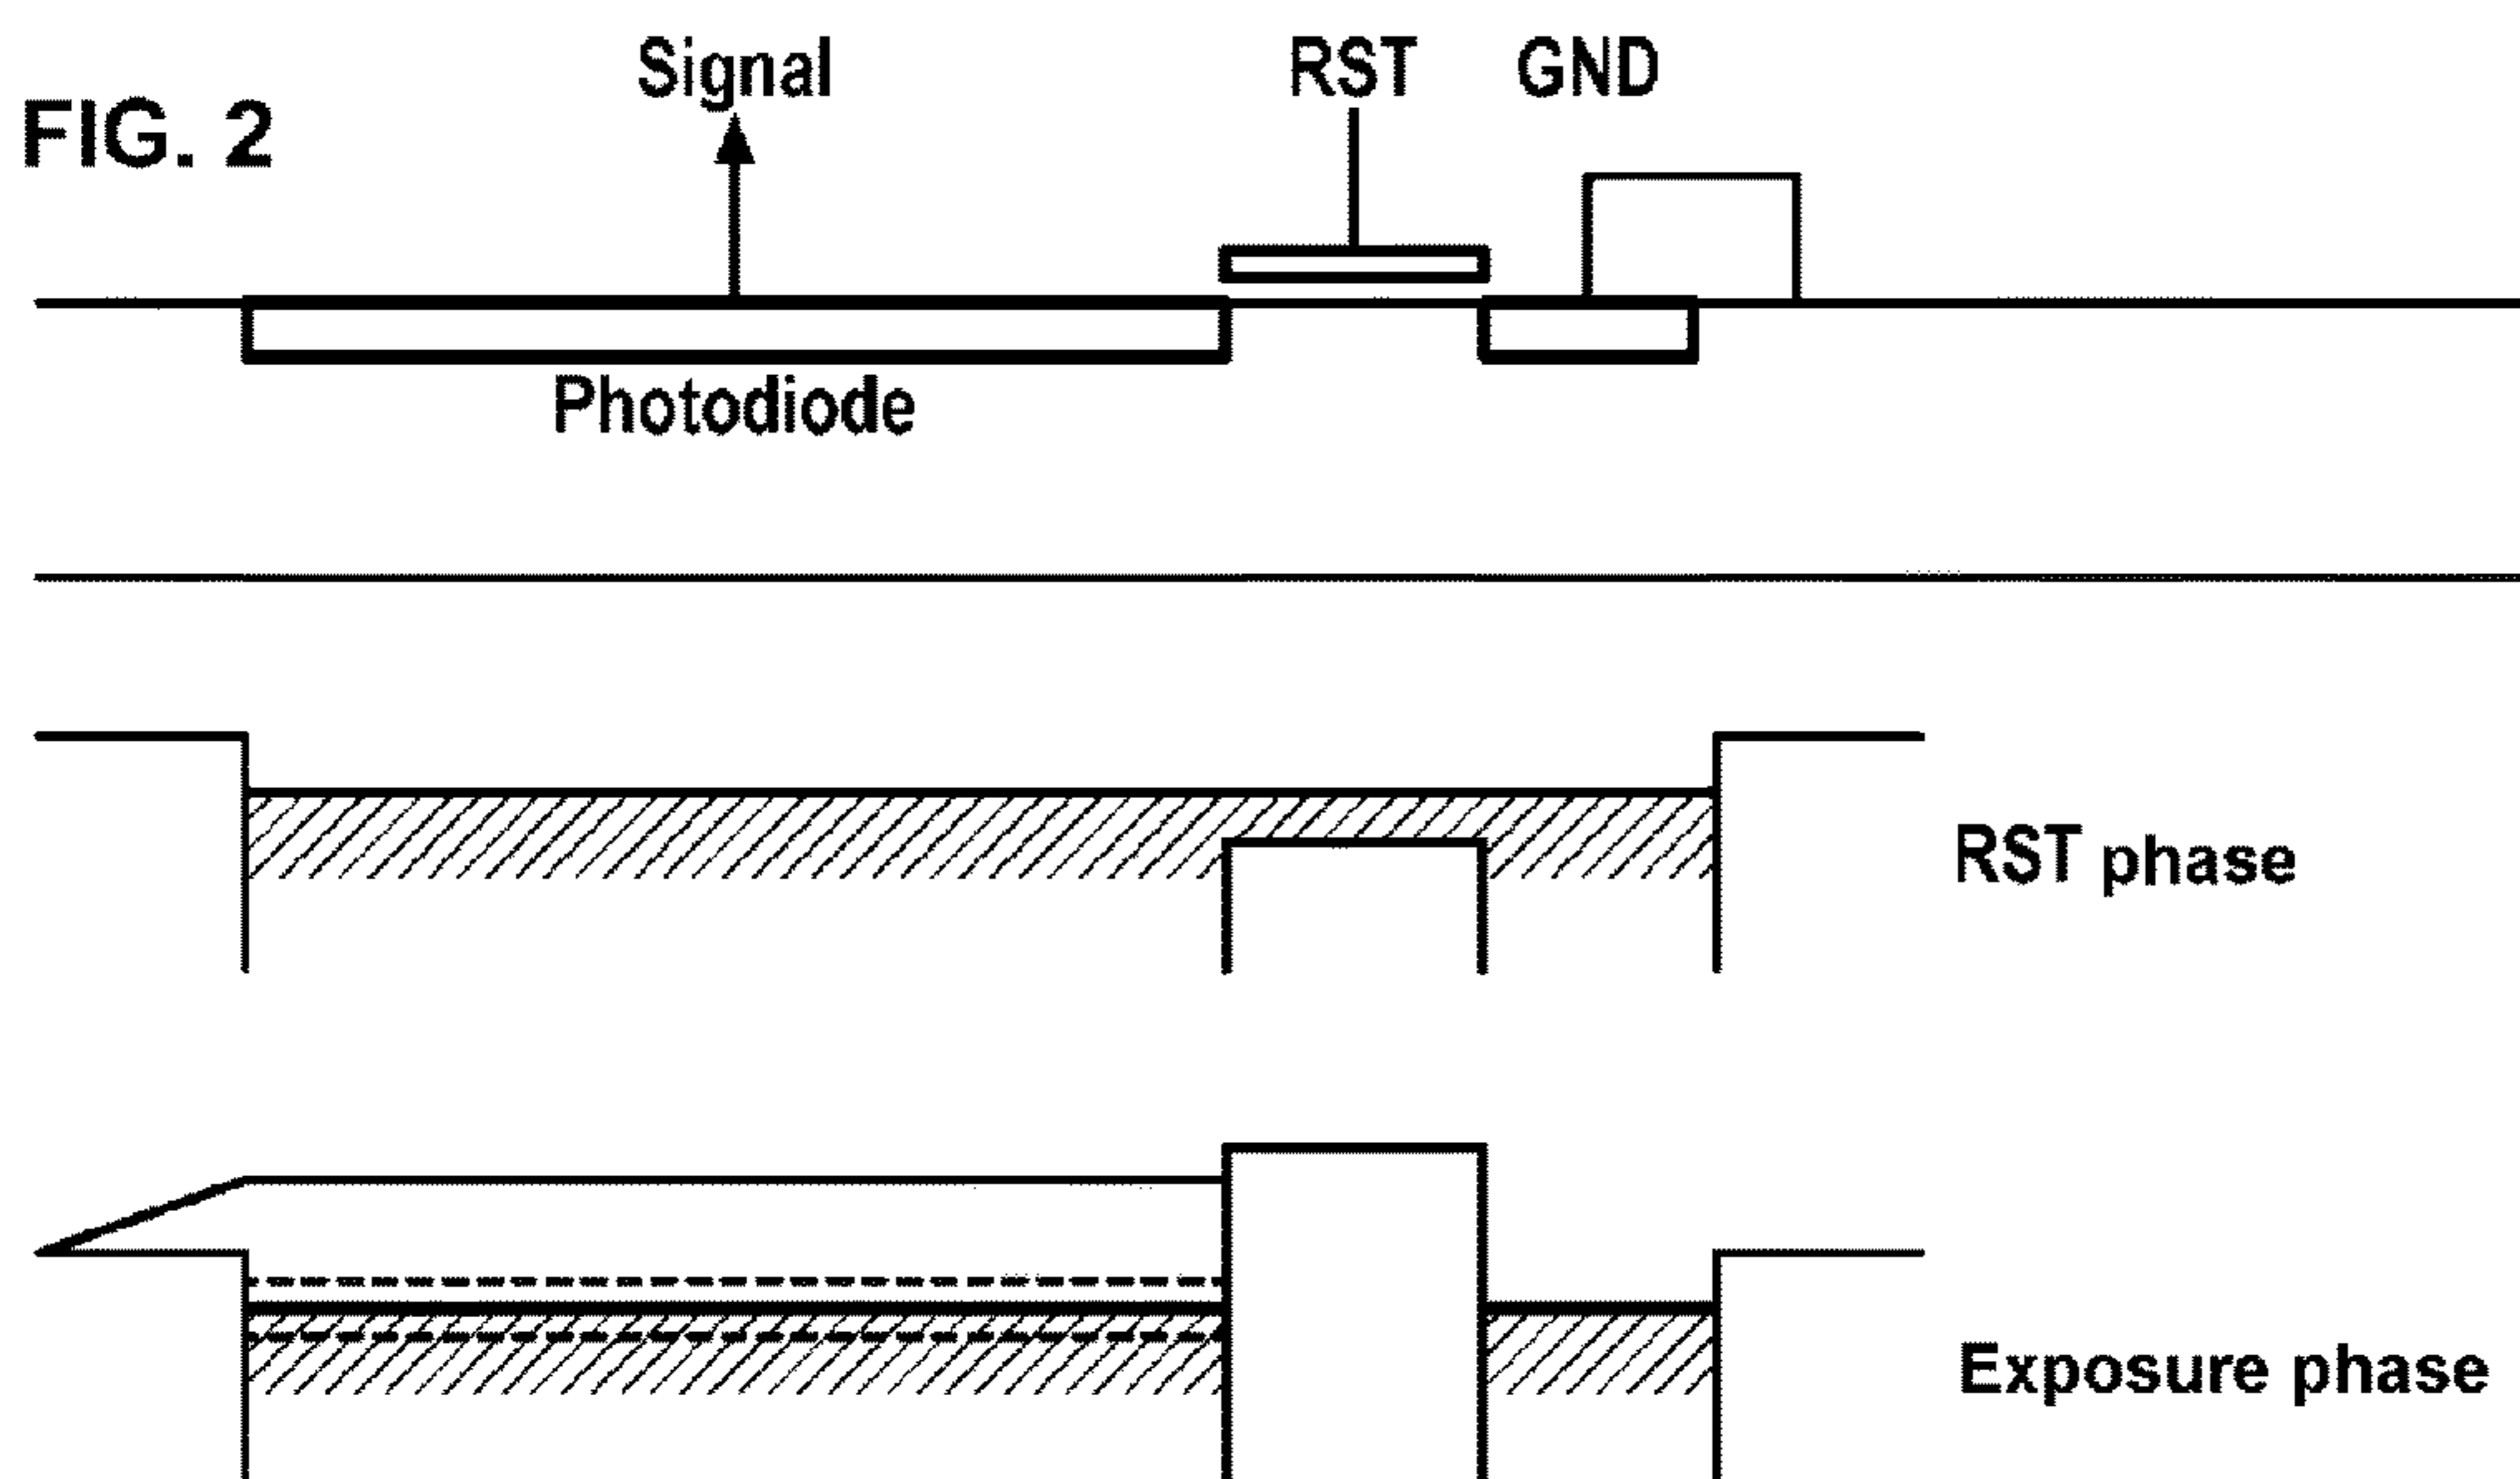 Signal RST GND
FIG. 2
Photodiode
RST phase
Exposure phase